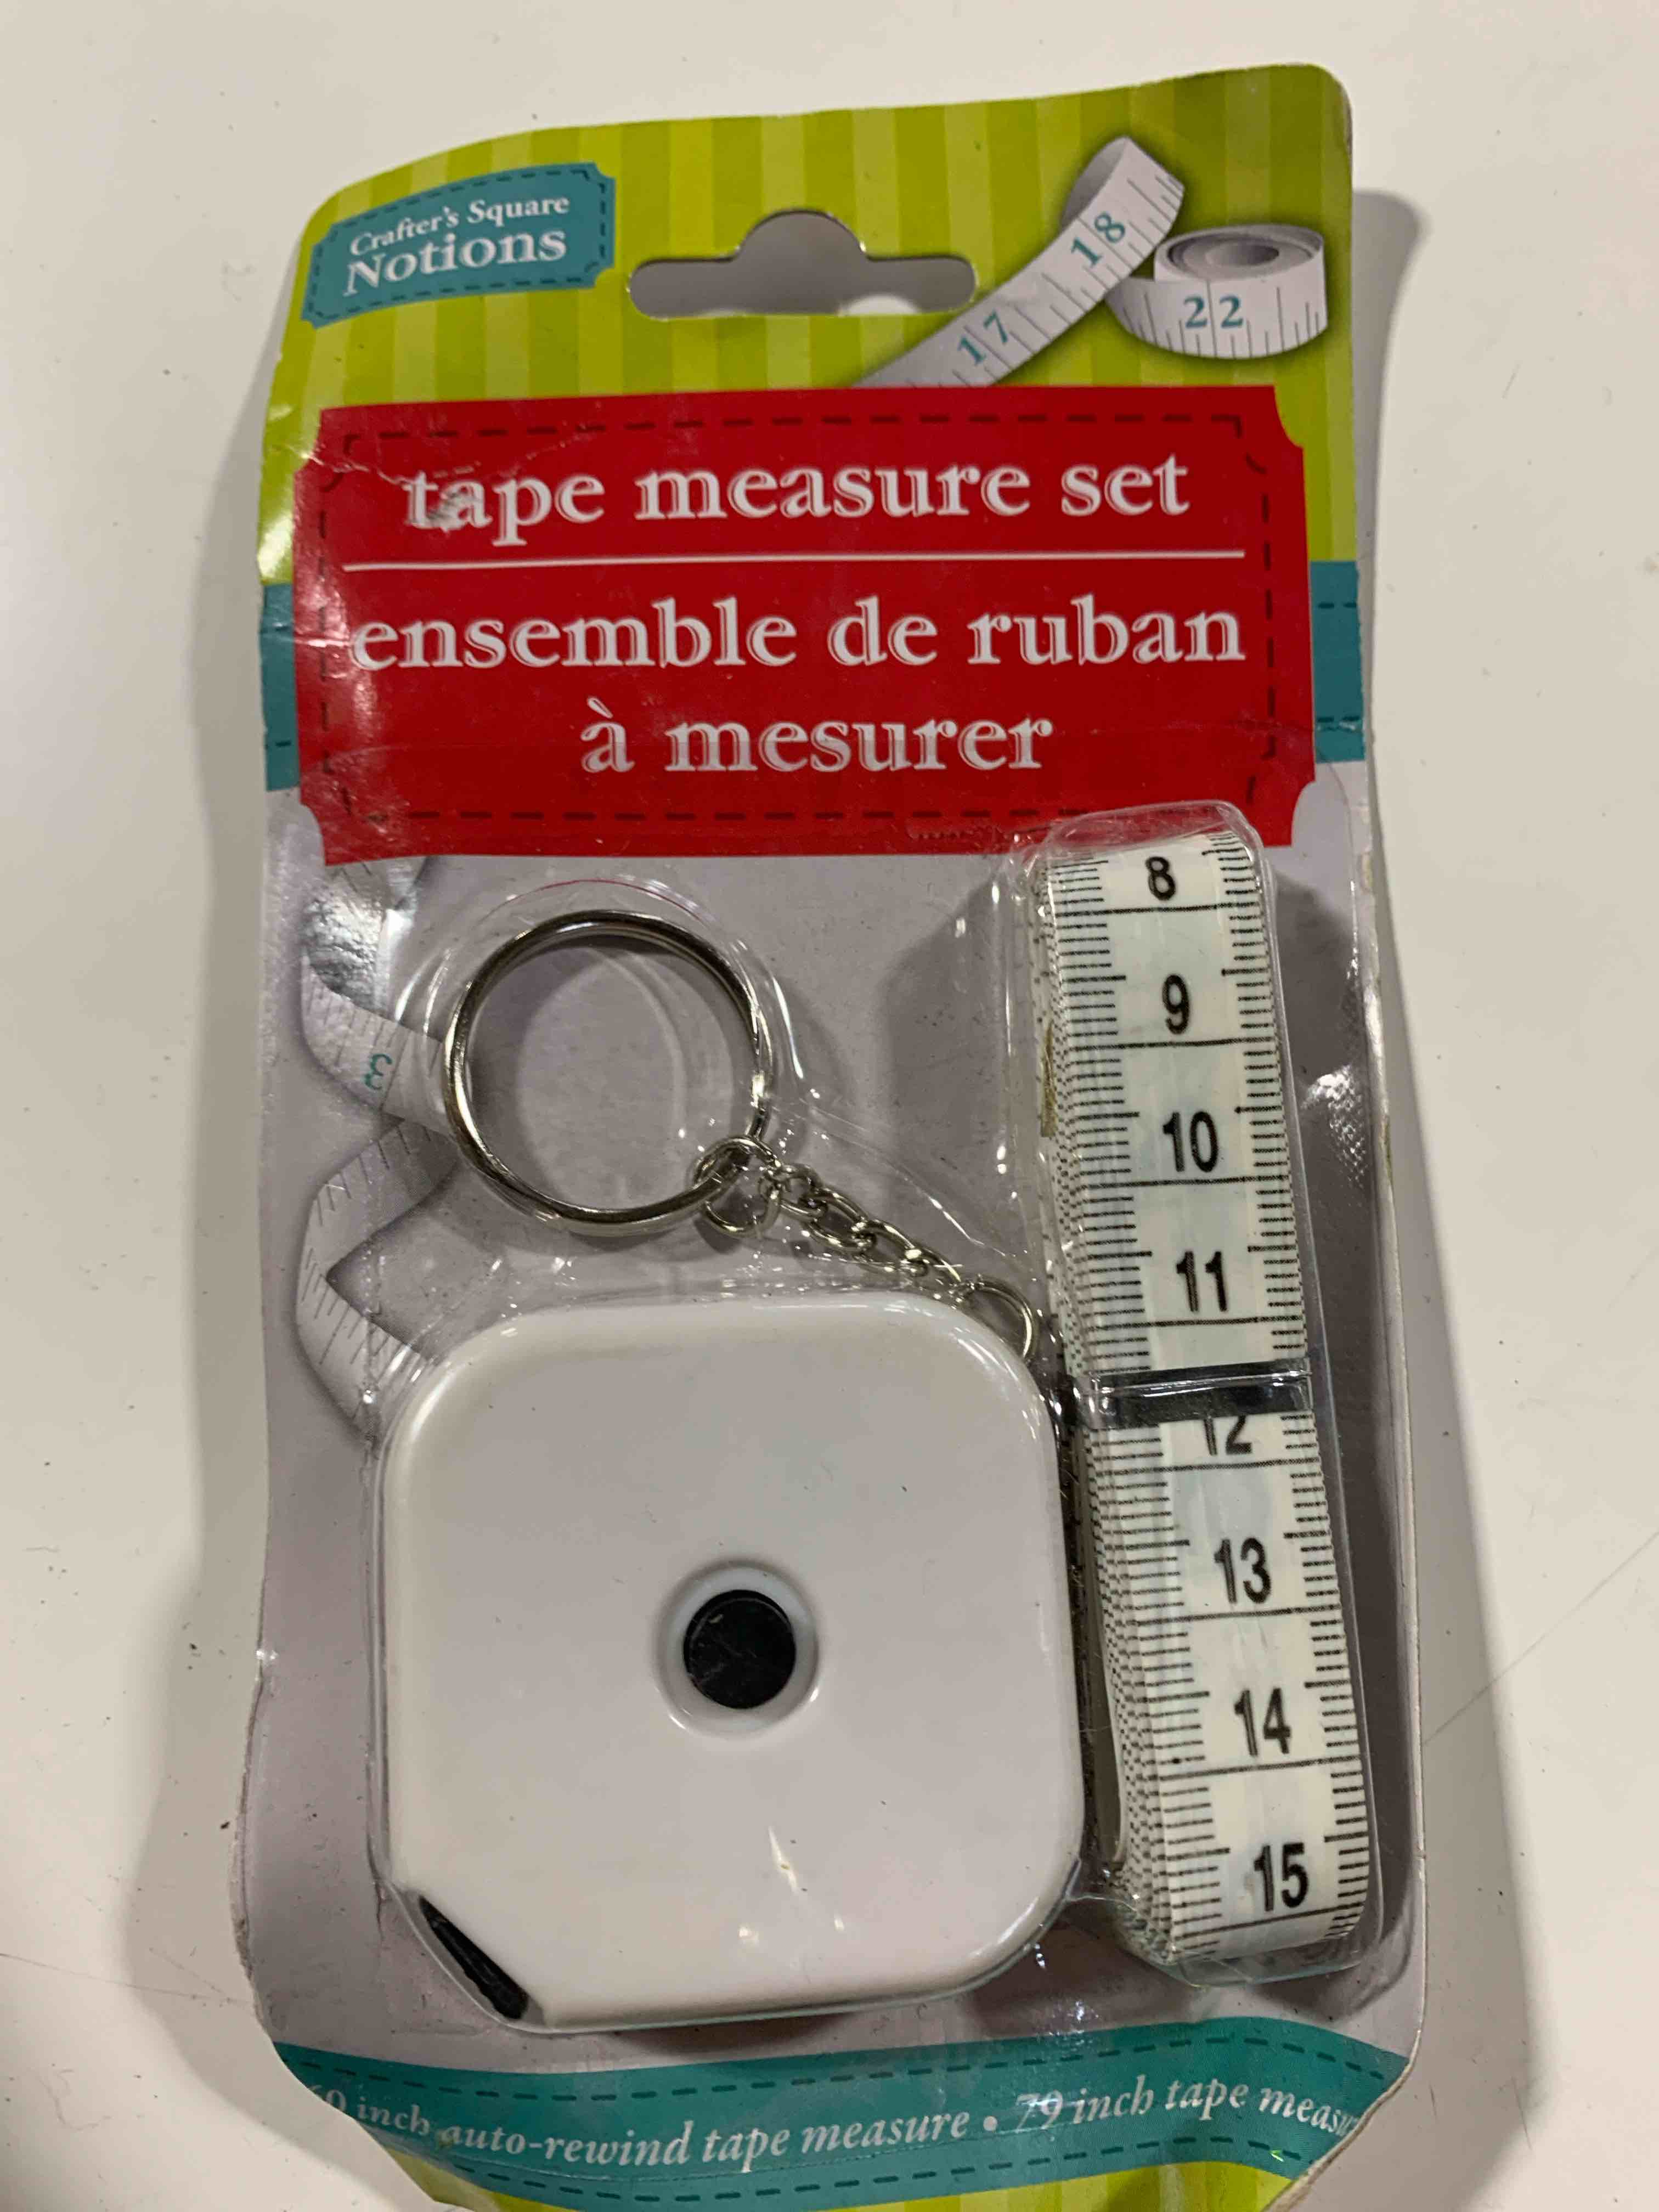 Crafter's Square
Notions
17 18
22
tape measure set
ensemble de ruban
à mesurer
3
8
9
10
11
12
13
14
15
inch auto-rewind tape measure • 79 inch tape